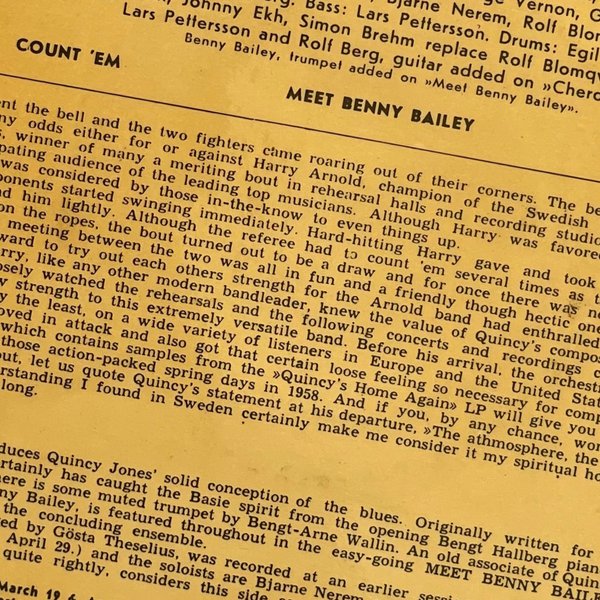 Berg. Bass: Lars Pettersson. Drums: Egil
Johnny Ekh, Simon Brehm replace Rolf Blomqv
Lars Pettersson and Rolf Berg, guitar added on »Chero
Benny Bailey, trumpet added on »Meet Benny Bailey».
COUNT 'EM
MEET BENNY BAILEY
ent the bell and the two fighters came roaring out of their corners. The be
ny odds either for or against Harry Arnold, champion of the Swedish
s, winner of many a meriting bout in rehearsal halls and recording studio
pating audience of the leading top musicians. Although Harry was favored
was considered by those in-the-know to even things up.
ponents started swinging immediately. Hard-hitting Harry gave and took
d him lightly. Although the referee had to count 'em several times as t
on the ropes, the bout turned out to be a draw and for once there was no
meeting between the two was all in fun and a friendly though hectic one
ward to try out each others strength for the Arnold band had enthralled
rry, like any other modern bandleader, knew the value of Quincy's compos
osely watched the rehearsals and the following concerts and recordings c
w strength to this extremely versatile band. Before his arrival, the orchestr
y the least, on a wide variety of listeners in Europe and the United Stat
oved in attack and also got that certain loose feeling so necessary for comp
which contains samples from the »Quincy's Home Again» LP will give you
those action-packed spring days in 1958. And if you, by any chance, won
out, let us quote Quincy's statement at his departure, »The athmosphere, the
erstanding I found in Sweden certainly make me consider it my spiritual ho
long.
duces Quincy Jones' solid conception of the blues. Originally written for
ertainly has caught the Basie spirit from the opening Bengt Hallberg pian
here is some muted trumpet by Bengt-Arne Wallin. An old associate of Quin
ny Bailey, is featured throughout in the easy-going MEET BENNY BAILE
the concluding ensemble.
ed by Gösta Theselius, was recorded at an earlier sessi
April 29.) and the soloists are Bjarne Nerem
quite rightly, considers this side
March 19